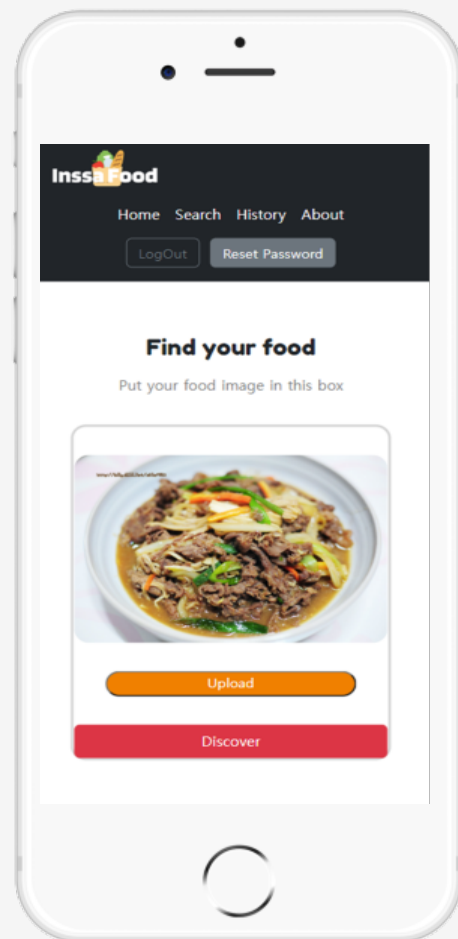 Inssa Food
Home Search History About
LogOut Reset Password
Find your food
Put your food image in this box
Upload
Discover